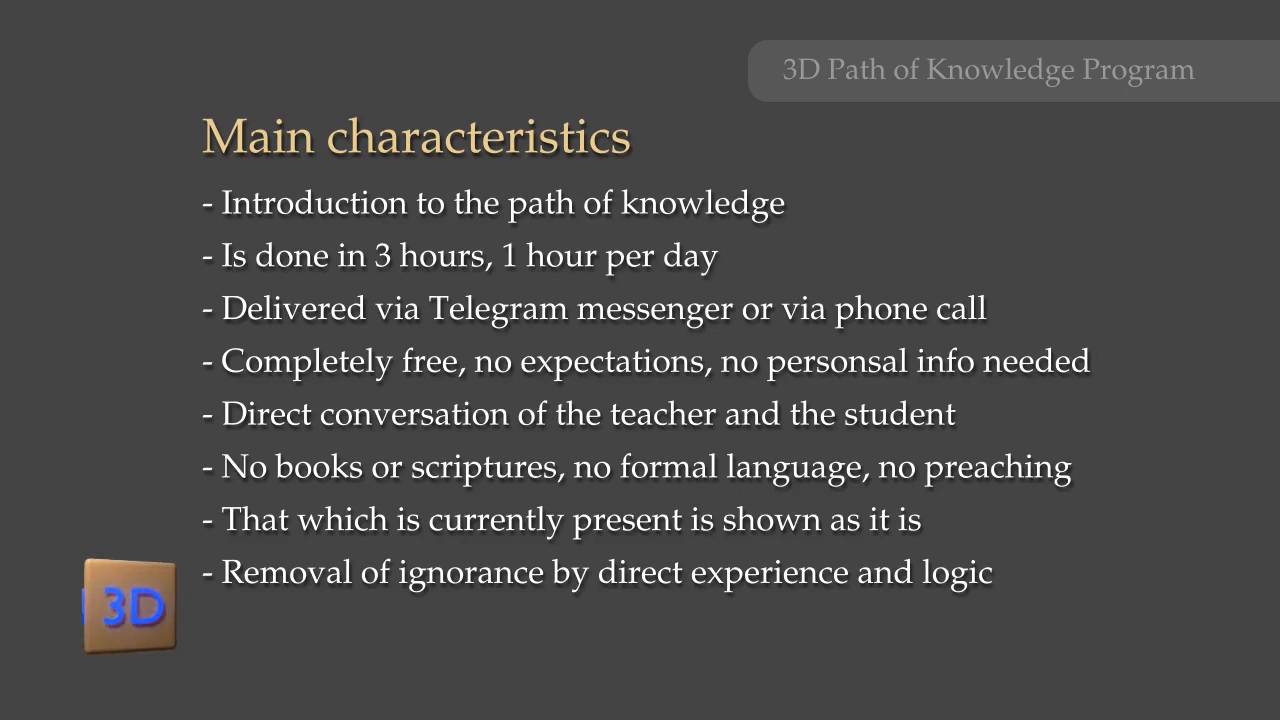 3D Path of Knowledge Program
Main characteristics
- Introduction to the path of knowledge
- Is done in 3 hours, 1 hour per day
- Delivered via Telegram messenger or via phone call
- Completely free, no expectations, no personsal info needed
- Direct conversation of the teacher and the student
- No books or scriptures, no formal language, no preaching
- That which is currently present is shown as it is
- Removal of ignorance by direct experience and logic
3D